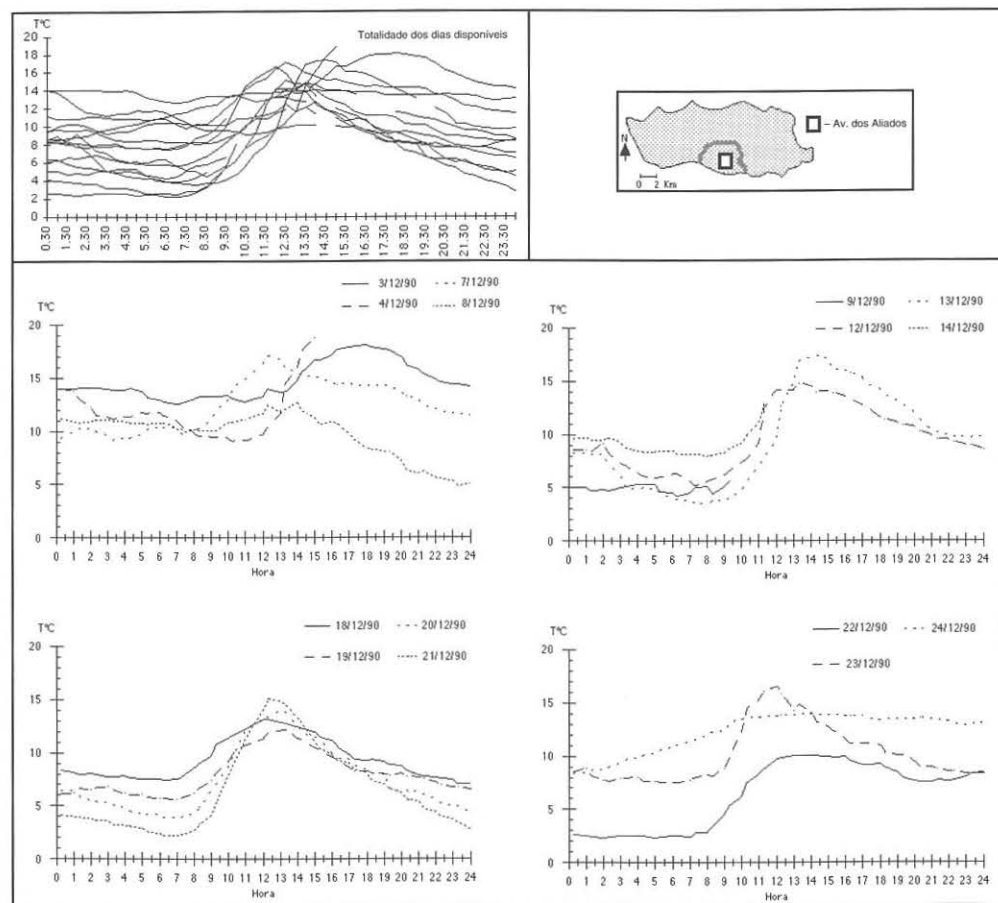 T°C
Totalidade dos dias disponíveis
20
18
16
14
12
10
8
6
4
2
0
0.30 1.30 2.30 3.30 4.30 5.30 6.30 7.30 8.30 9.30 10.30 11.30 12.30 13.30 14.30 15.30 16.30 17.30 18.30 19.30 20.30 21.30 22.30 23.30
– Av. dos Aliados
N
0 2 Km
3/12/90 7/12/90
4/12/90 8/12/90
T°C
20
15
10
5
0
0 1 2 3 4 5 6 7 8 9 10 11 12 13 14 15 16 17 18 19 20 21 22 23 24
Hora
9/12/90 13/12/90
12/12/90 14/12/90
T°C
20
15
10
5
0
0 1 2 3 4 5 6 7 8 9 10 11 12 13 14 15 16 17 18 19 20 21 22 23 24
Hora
18/12/90 20/12/90
19/12/90 21/12/90
T°C
20
15
10
5
0
0 1 2 3 4 5 6 7 8 9 10 11 12 13 14 15 16 17 18 19 20 21 22 23 24
Hora
22/12/90 24/12/90
23/12/90
T°C
20
15
10
5
0
0 1 2 3 4 5 6 7 8 9 10 11 12 13 14 15 16 17 18 19 20 21 22 23 24
Hora